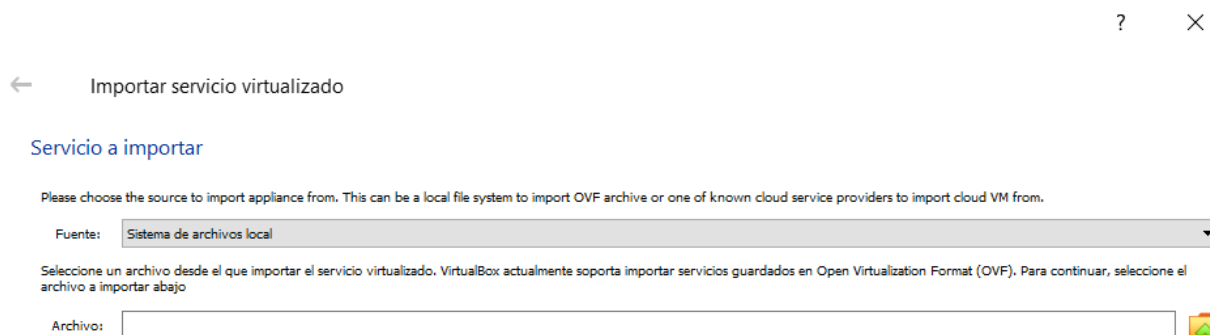 ?
Importar servicio virtualizado
Servicio a importar
Please choose the source to import appliance from. This can be a local file system to import OVF archive or one of known cloud service providers to import cloud VM from.
Fuente: Sistema de archivos local
Seleccione un archivo desde el que importar el servicio virtualizado. VirtualBox actualmente soporta importar servicios guardados en Open Virtualization Format (OVF). Para continuar, seleccione el
archivo a importar abajo
Archivo: